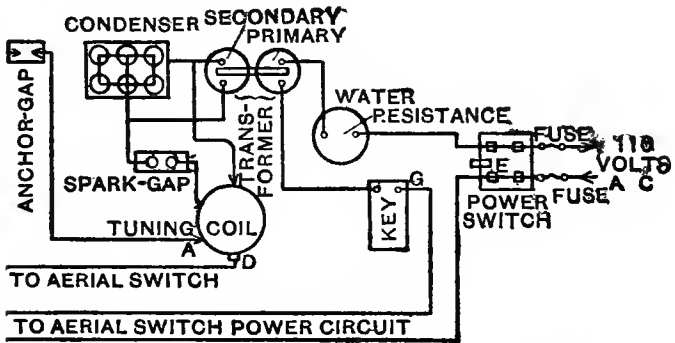 CONDENSER
SECONDARY
PRIMARY
ANCHOR-GAP
TRANS-
FORMER
WATER
RESISTANCE
FUSE
110
VOLTS
A C
E
FUSE
POWER
SWITCH
SPARK-GAP
KEY
G
TUNING COIL
A
D
TO AERIAL SWITCH
TO AERIAL SWITCH POWER CIRCUIT